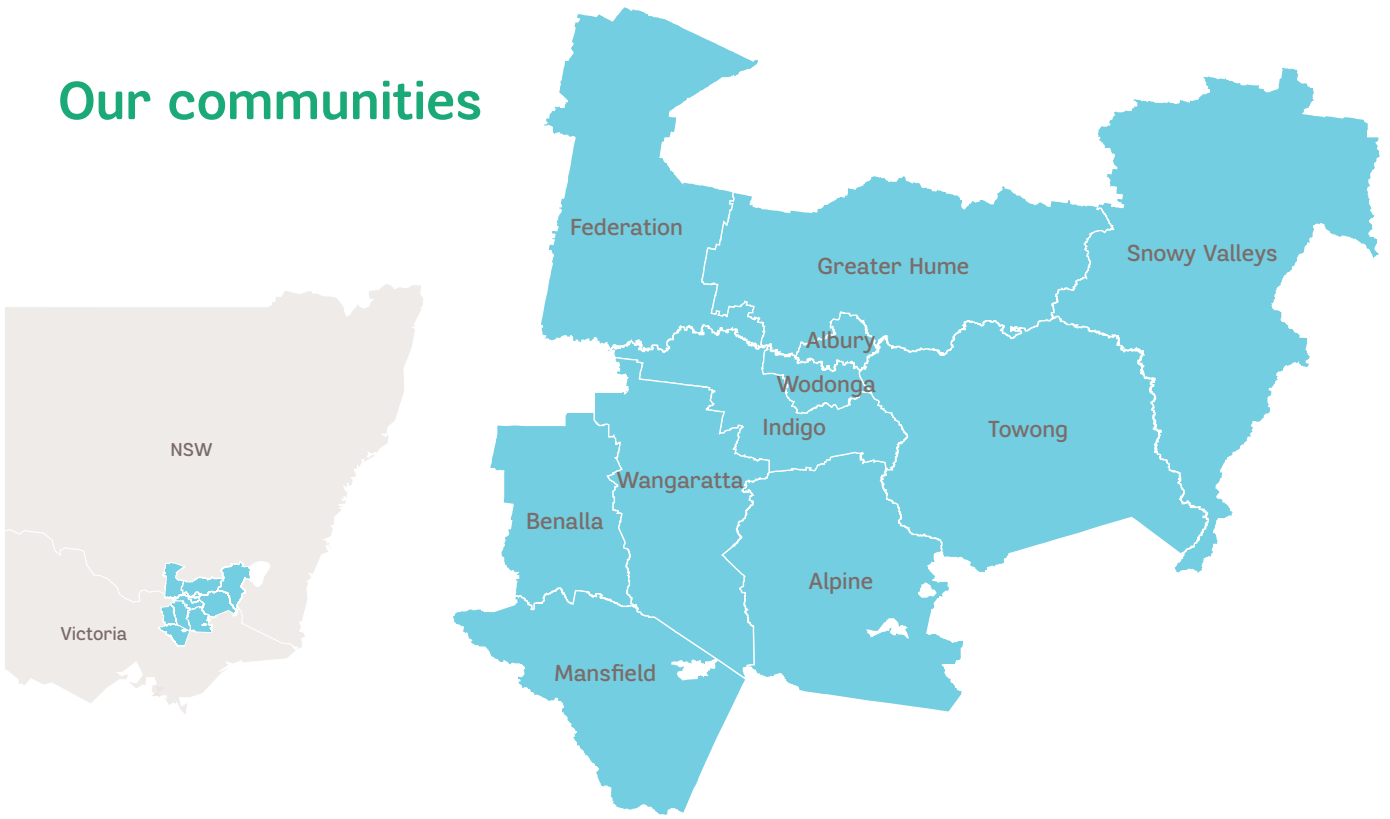 Our communities
Federation
Greater Hume
Snowy Valleys
Albury
Wodonga
Indigo
Towong
Wangaratta
Benalla
Alpine
Mansfield
NSW
Victoria